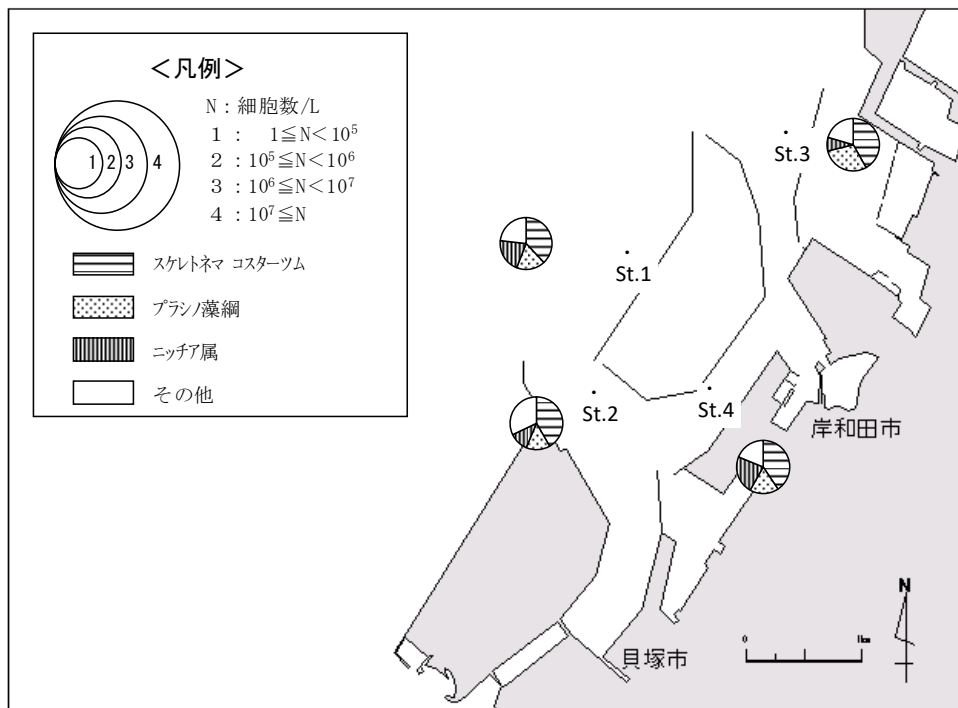 ＜凡例＞
N：細胞数/L
1： 1≦N＜10⁵
2：10⁵≦N＜10⁶
3：10⁶≦N＜10⁷
4：10⁷≦N
1 2 3 4
スケレトネマ コスターツム
プラシノ藻綱
ニッチア属
その他
St.3
St.1
St.2
St.4
岸和田市
貝塚市
N
0 1km